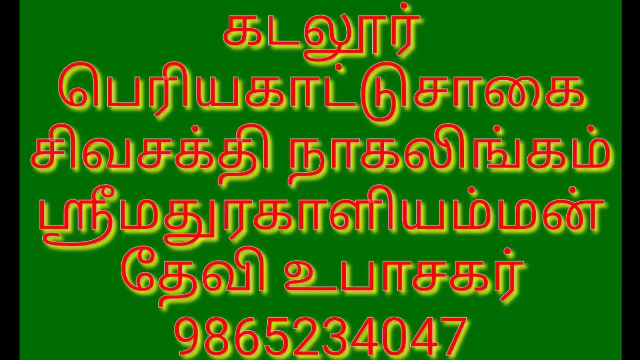 கடலூர்
பெரியகாட்டுசாகை
சிவசக்தி நாகலிங்கம்
ஸ்ரீமதுரகாளியம்மன்
தேவி உபாசகர்
9865234047